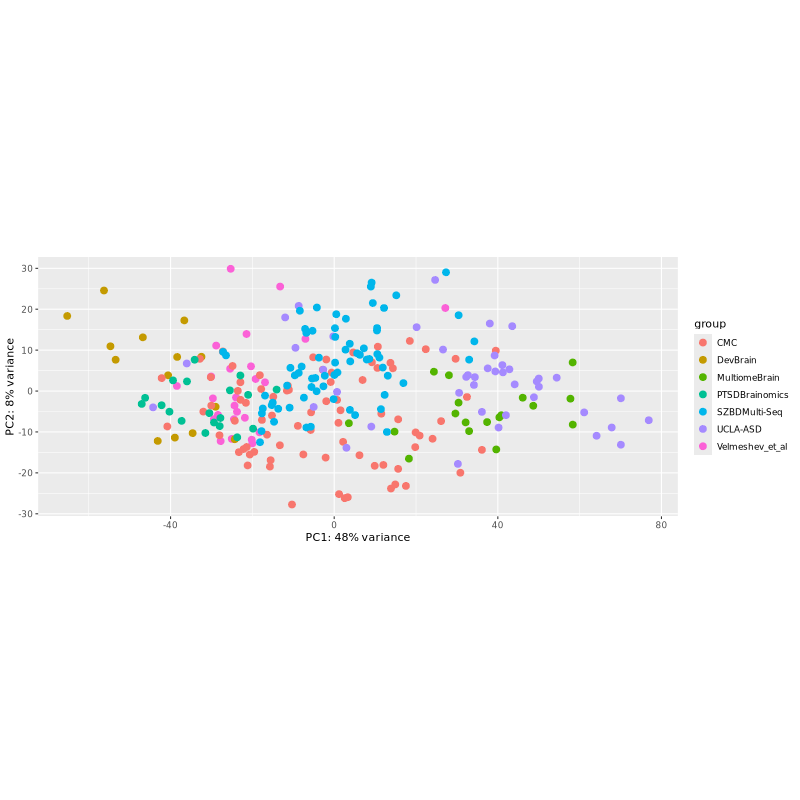 30
20
10
0
-10
-20
-30
PC2: 8% variance
-40
0
40
80
PC1: 48% variance
group
CMC
DevBrain
MultiomeBrain
PTSDBrainomics
SZBDMulti-Seq
UCLA-ASD
Velmeshev_et_al